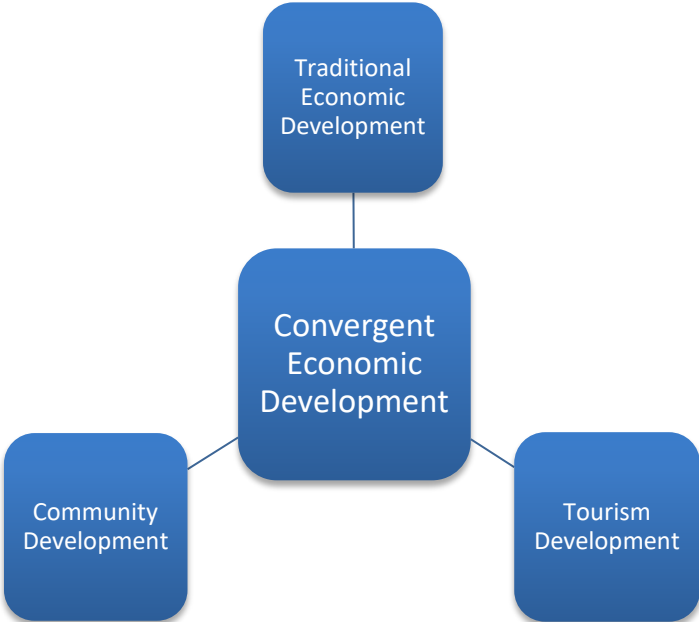 Traditional
Economic
Development
Convergent
Economic
Development
Community
Development
Tourism
Development